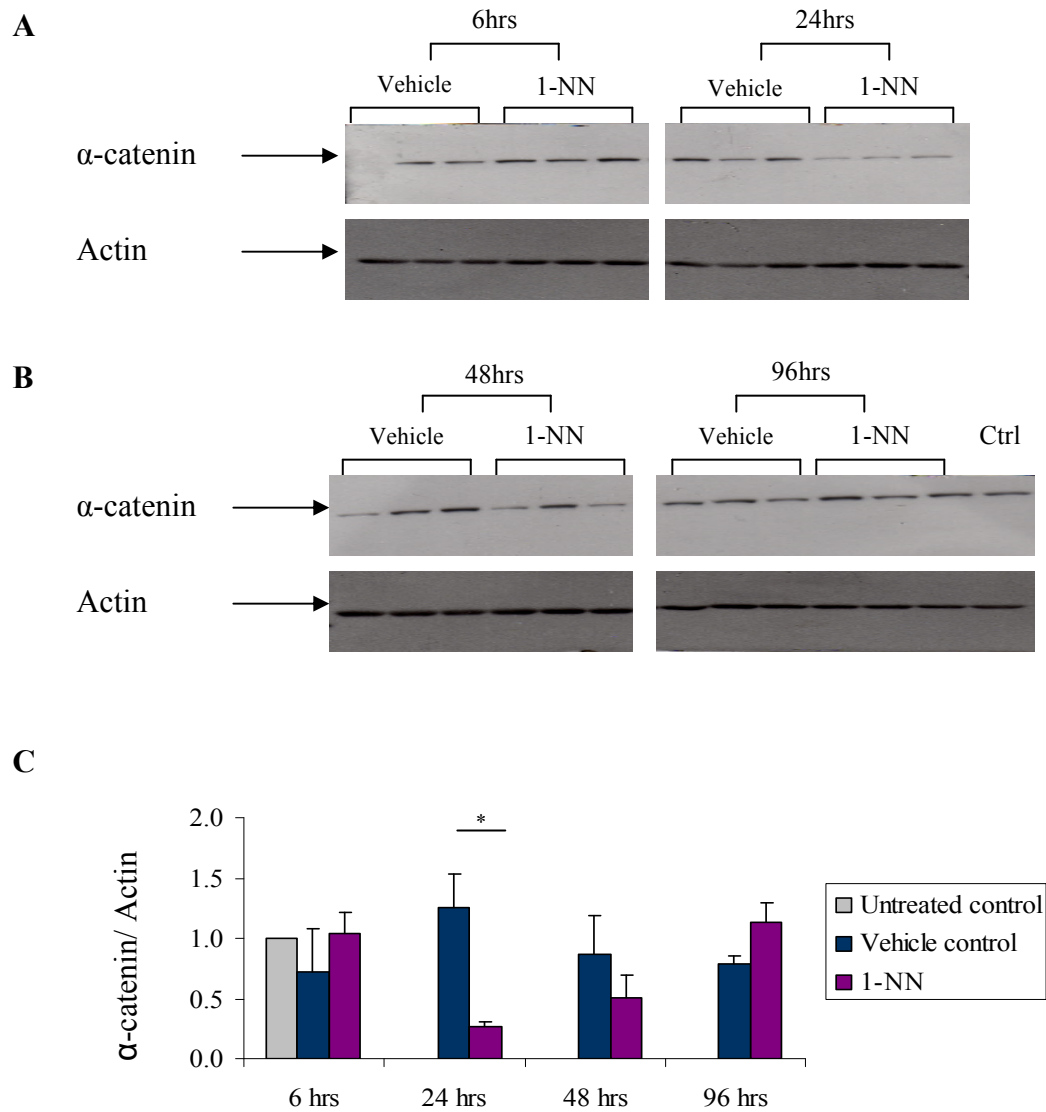 A
6hrs 24hrs
Vehicle 1-NN Vehicle 1-NN
α-catenin
Actin
B
48hrs 96hrs
Vehicle 1-NN Vehicle 1-NN Ctrl
α-catenin
Actin
C
2.0
1.5
1.0
0.5
0.0
α-catenin/ Actin
*
6 hrs 24 hrs 48 hrs 96 hrs
Untreated control
Vehicle control
1-NN